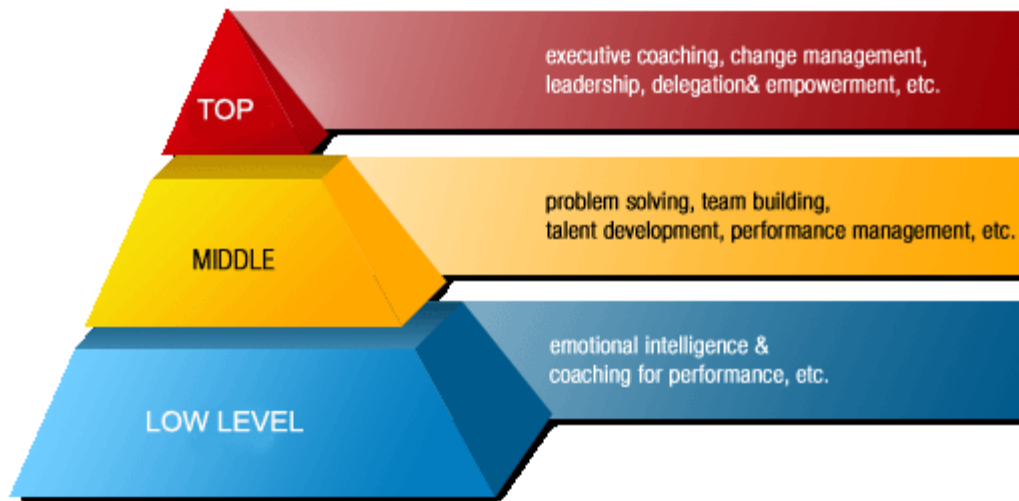 TOP
executive coaching, change management,
leadership, delegation& empowerment, etc.
MIDDLE
problem solving, team building,
talent development, performance management, etc.
LOW LEVEL
emotional intelligence &
coaching for performance, etc.